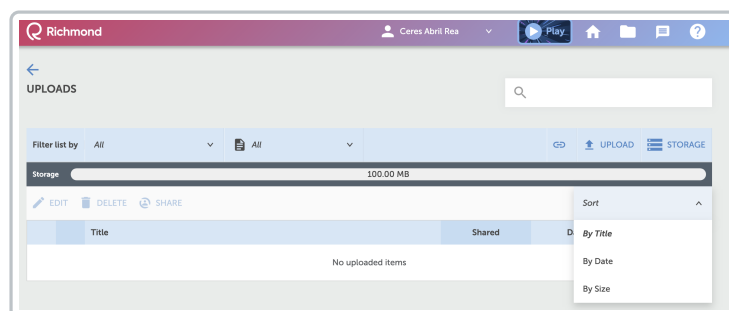 Richmond Ceres Abril Rea Play
UPLOADS
Filter list by All All UPLOAD STORAGE
Storage 100.00 MB
EDIT DELETE SHARE Sort
Title Shared D
By Title
No uploaded items
By Date
By Size